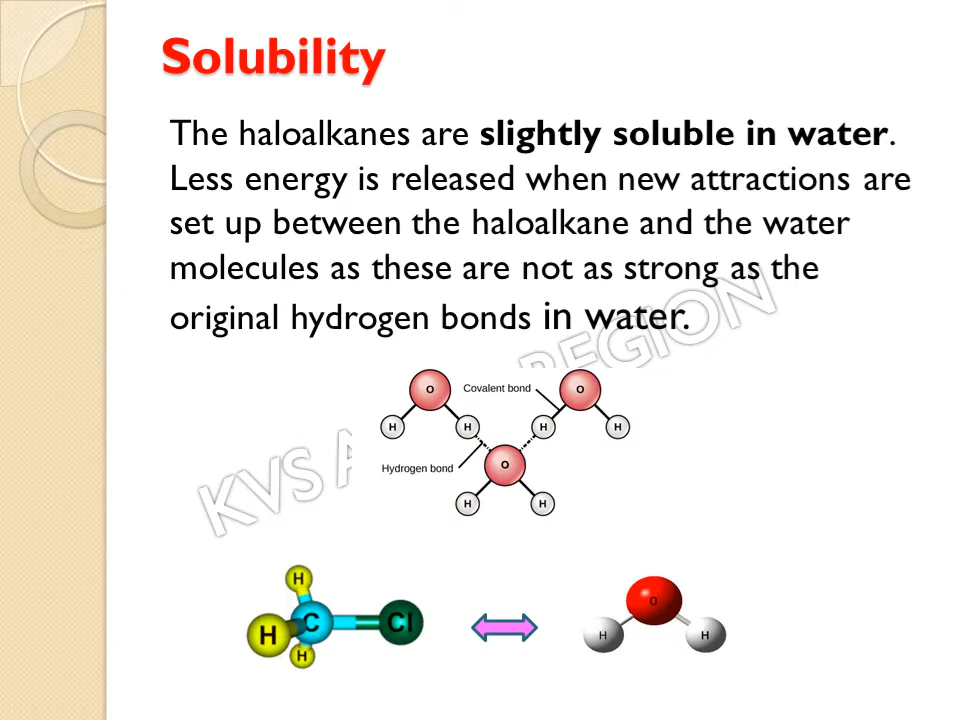 Solubility
The haloalkanes are slightly soluble in water.
Less energy is released when new attractions are
set up between the haloalkane and the water
molecules as these are not as strong as the
original hydrogen bonds in water.
KVS A REGION
O Covalent bond O
H H H H
Hydrogen bond O
H H
H
H C Cl
H
O
H H